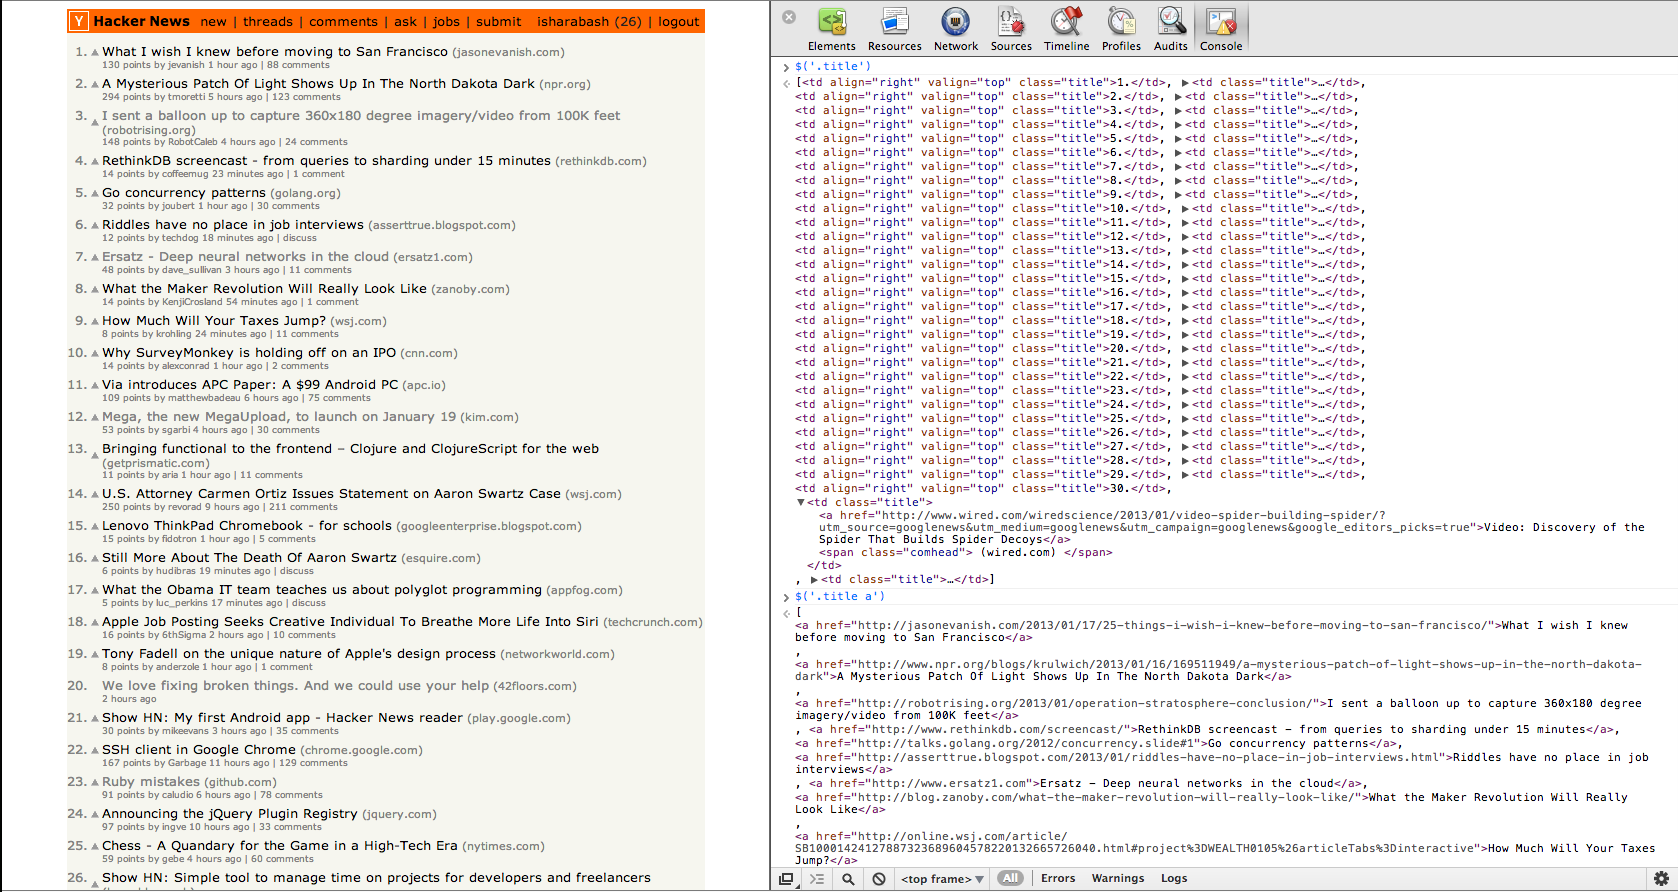 Y Hacker News new | threads | comments | ask | jobs | submit isharabash (26) | logout
1. What I wish I knew before moving to San Francisco (jasonevanish.com)
130 points by jevanish 1 hour ago | 88 comments
2. A Mysterious Patch Of Light Shows Up In The North Dakota Dark (npr.org)
294 points by tmoretti 5 hours ago | 123 comments
3. I sent a balloon up to capture 360x180 degree imagery/video from 100K feet
(robotrising.org)
148 points by RobotCaleb 4 hours ago | 24 comments
4. RethinkDB screencast - from queries to sharding under 15 minutes (rethinkdb.com)
14 points by coffeemug 23 minutes ago | 1 comment
5. Go concurrency patterns (golang.org)
32 points by joubert 1 hour ago | 30 comments
6. Riddles have no place in job interviews (asserttrue.blogspot.com)
12 points by techdog 18 minutes ago | discuss
7. Ersatz - Deep neural networks in the cloud (ersatz1.com)
48 points by dave_sullivan 3 hours ago | 11 comments
8. What the Maker Revolution Will Really Look Like (zanoby.com)
14 points by KenjiCrosland 54 minutes ago | 1 comment
9. How Much Will Your Taxes Jump? (wsj.com)
8 points by krohling 24 minutes ago | 11 comments
10. Why SurveyMonkey is holding off on an IPO (cnn.com)
14 points by alexconrad 1 hour ago | 2 comments
11. Via introduces APC Paper: A $99 Android PC (apc.io)
109 points by matthewbadeau 6 hours ago | 75 comments
12. Mega, the new MegaUpload, to launch on January 19 (kim.com)
53 points by sgarbi 4 hours ago | 30 comments
13. Bringing functional to the frontend – Clojure and ClojureScript for the web
(getprismatic.com)
11 points by aria 1 hour ago | 11 comments
14. U.S. Attorney Carmen Ortiz Issues Statement on Aaron Swartz Case (wsj.com)
250 points by revorad 9 hours ago | 211 comments
15. Lenovo ThinkPad Chromebook - for schools (googleenterprise.blogspot.com)
15 points by fidotron 1 hour ago | 5 comments
16. Still More About The Death Of Aaron Swartz (esquire.com)
6 points by hudibras 19 minutes ago | discuss
17. What the Obama IT team teaches us about polyglot programming (appfog.com)
5 points by luc_perkins 17 minutes ago | discuss
18. Apple Job Posting Seeks Creative Individual To Breathe More Life Into Siri (techcrunch.com)
16 points by 6thSigma 2 hours ago | 10 comments
19. Tony Fadell on the unique nature of Apple's design process (networkworld.com)
8 points by anderzole 1 hour ago | 1 comment
20. We love fixing broken things. And we could use your help (42floors.com)
2 hours ago
21. Show HN: My first Android app - Hacker News reader (play.google.com)
30 points by mikeevans 3 hours ago | 35 comments
22. SSH client in Google Chrome (chrome.google.com)
167 points by Garbage 11 hours ago | 129 comments
23. Ruby mistakes (github.com)
91 points by caludio 6 hours ago | 78 comments
24. Announcing the jQuery Plugin Registry (jquery.com)
97 points by ingve 10 hours ago | 33 comments
25. Chess - A Quandary for the Game in a High-Tech Era (nytimes.com)
59 points by gebe 4 hours ago | 60 comments
26. Show HN: Simple tool to manage time on projects for developers and freelancers
Elements Resources Network Sources Timeline Profiles Audits Console
$('.title')
[<td align="right" valign="top" class="title">1.</td>, ▶<td class="title">…</td>,
<td align="right" valign="top" class="title">2.</td>, ▶<td class="title">…</td>,
<td align="right" valign="top" class="title">3.</td>, ▶<td class="title">…</td>,
<td align="right" valign="top" class="title">4.</td>, ▶<td class="title">…</td>,
<td align="right" valign="top" class="title">5.</td>, ▶<td class="title">…</td>,
<td align="right" valign="top" class="title">6.</td>, ▶<td class="title">…</td>,
<td align="right" valign="top" class="title">7.</td>, ▶<td class="title">…</td>,
<td align="right" valign="top" class="title">8.</td>, ▶<td class="title">…</td>,
<td align="right" valign="top" class="title">9.</td>, ▶<td class="title">…</td>,
<td align="right" valign="top" class="title">10.</td>, ▶<td class="title">…</td>,
<td align="right" valign="top" class="title">11.</td>, ▶<td class="title">…</td>,
<td align="right" valign="top" class="title">12.</td>, ▶<td class="title">…</td>,
<td align="right" valign="top" class="title">13.</td>, ▶<td class="title">…</td>,
<td align="right" valign="top" class="title">14.</td>, ▶<td class="title">…</td>,
<td align="right" valign="top" class="title">15.</td>, ▶<td class="title">…</td>,
<td align="right" valign="top" class="title">16.</td>, ▶<td class="title">…</td>,
<td align="right" valign="top" class="title">17.</td>, ▶<td class="title">…</td>,
<td align="right" valign="top" class="title">18.</td>, ▶<td class="title">…</td>,
<td align="right" valign="top" class="title">19.</td>, ▶<td class="title">…</td>,
<td align="right" valign="top" class="title">20.</td>, ▶<td class="title">…</td>,
<td align="right" valign="top" class="title">21.</td>, ▶<td class="title">…</td>,
<td align="right" valign="top" class="title">22.</td>, ▶<td class="title">…</td>,
<td align="right" valign="top" class="title">23.</td>, ▶<td class="title">…</td>,
<td align="right" valign="top" class="title">24.</td>, ▶<td class="title">…</td>,
<td align="right" valign="top" class="title">25.</td>, ▶<td class="title">…</td>,
<td align="right" valign="top" class="title">26.</td>, ▶<td class="title">…</td>,
<td align="right" valign="top" class="title">27.</td>, ▶<td class="title">…</td>,
<td align="right" valign="top" class="title">28.</td>, ▶<td class="title">…</td>,
<td align="right" valign="top" class="title">29.</td>, ▶<td class="title">…</td>,
<td align="right" valign="top" class="title">30.</td>,
▼<td class="title">
<a href="http://www.wired.com/wiredscience/2013/01/video-spider-building-spider/?
utm_source=googlenews&utm_medium=googlenews&utm_campaign=googlenews&google_editors_picks=true">Video: Discovery of the
Spider That Builds Spider Decoys</a>
<span class="comhead"> (wired.com) </span>
</td>
, ▶<td class="title">…</td>]
$('.title a')
[
<a href="http://jasonevanish.com/2013/01/17/25-things-i-wish-i-knew-before-moving-to-san-francisco/">What I wish I knew
before moving to San Francisco</a>
,
<a href="http://www.npr.org/blogs/krulwich/2013/01/16/169511949/a-mysterious-patch-of-light-shows-up-in-the-north-dakota-
dark">A Mysterious Patch Of Light Shows Up In The North Dakota Dark</a>
,
<a href="http://robotrising.org/2013/01/operation-stratosphere-conclusion/">I sent a balloon up to capture 360x180 degree
imagery/video from 100K feet</a>
, <a href="http://www.rethinkdb.com/screencast/">RethinkDB screencast - from queries to sharding under 15 minutes</a>,
<a href="http://talks.golang.org/2012/concurrency.slide#1">Go concurrency patterns</a>,
<a href="http://asserttrue.blogspot.com/2013/01/riddles-have-no-place-in-job-interviews.html">Riddles have no place in job
interviews</a>
, <a href="http://www.ersatz1.com">Ersatz - Deep neural networks in the cloud</a>,
<a href="http://blog.zanoby.com/what-the-maker-revolution-will-really-look-like/">What the Maker Revolution Will Really
Look Like</a>
,
<a href="http://online.wsj.com/article/
SB10001424127887323689604578220132665726040.html#project%3DWEALTH0105%26articleTabs%3Dinteractive">How Much Will Your Taxes
Jump?</a>
<top frame> ▼ All Errors Warnings Logs